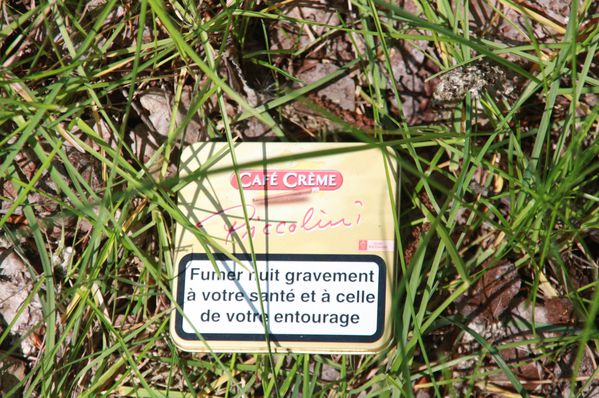 CAFÉ CRÈME
Piccolini
Fumer nuit gravement
à votre santé et à celle
de votre entourage